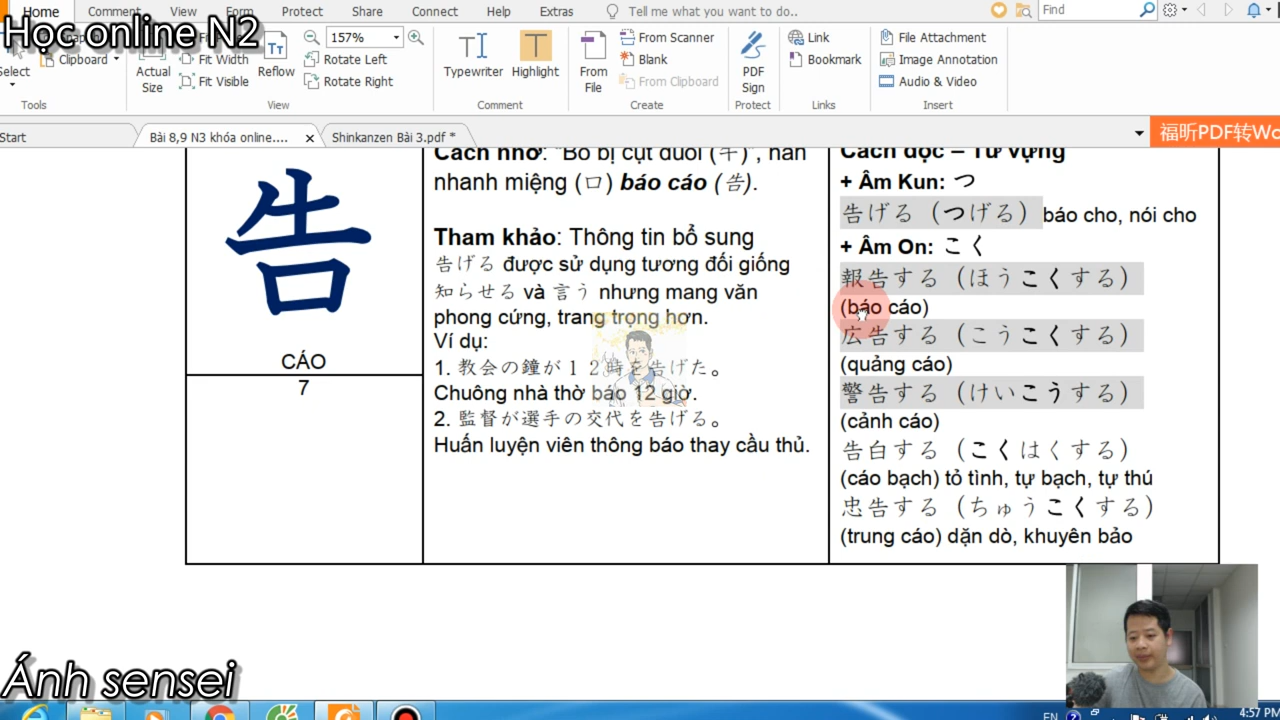 Home Comment View Form Protect Share Connect Help Extras Tell me what you want to do.. Find
Học online N2
Select
Clipboard
Actual Size
Fit Width
Fit Visible
Reflow
157%
Rotate Left
Rotate Right
Typewriter
Highlight
From File
From Scanner
Blank
From Clipboard
PDF Sign
Link
Bookmark
File Attachment
Image Annotation
Audio & Video
Tools View Comment Create Protect Links Insert
Start
Bài 8,9 N3 khóa online.... x
Shinkanzen Bài 3.pdf *
福昕PDF转Wo
告
CÁO
7
Cách nhớ: "Bò bị cụt đuôi (牛)", hắn
nhanh miệng (口) báo cáo (告).
Tham khảo: Thông tin bổ sung
告げる được sử dụng tương đối giống
知らせる và 言う nhưng mang văn
phong cứng, trang trọng hơn.
Ví dụ:
1. 教会の鐘が１２時を告げた。
Chuông nhà thờ báo 12 giờ.
2. 監督が選手の交代を告げる。
Huấn luyện viên thông báo thay cầu thủ.
Cách đọc – Từ vựng
+ Âm Kun: つ
告げる（つげる）báo cho, nói cho
+ Âm On: こく
報告する（ほうこくする）
(báo cáo)
広告する（こうこくする）
(quảng cáo)
警告する（けいこうする）
(cảnh cáo)
告白する（こくはくする）
(cáo bạch) tỏ tình, tự bạch, tự thú
忠告する（ちゅうこくする）
(trung cáo) dặn dò, khuyên bảo
Ánh sensei
EN
4:57 PM